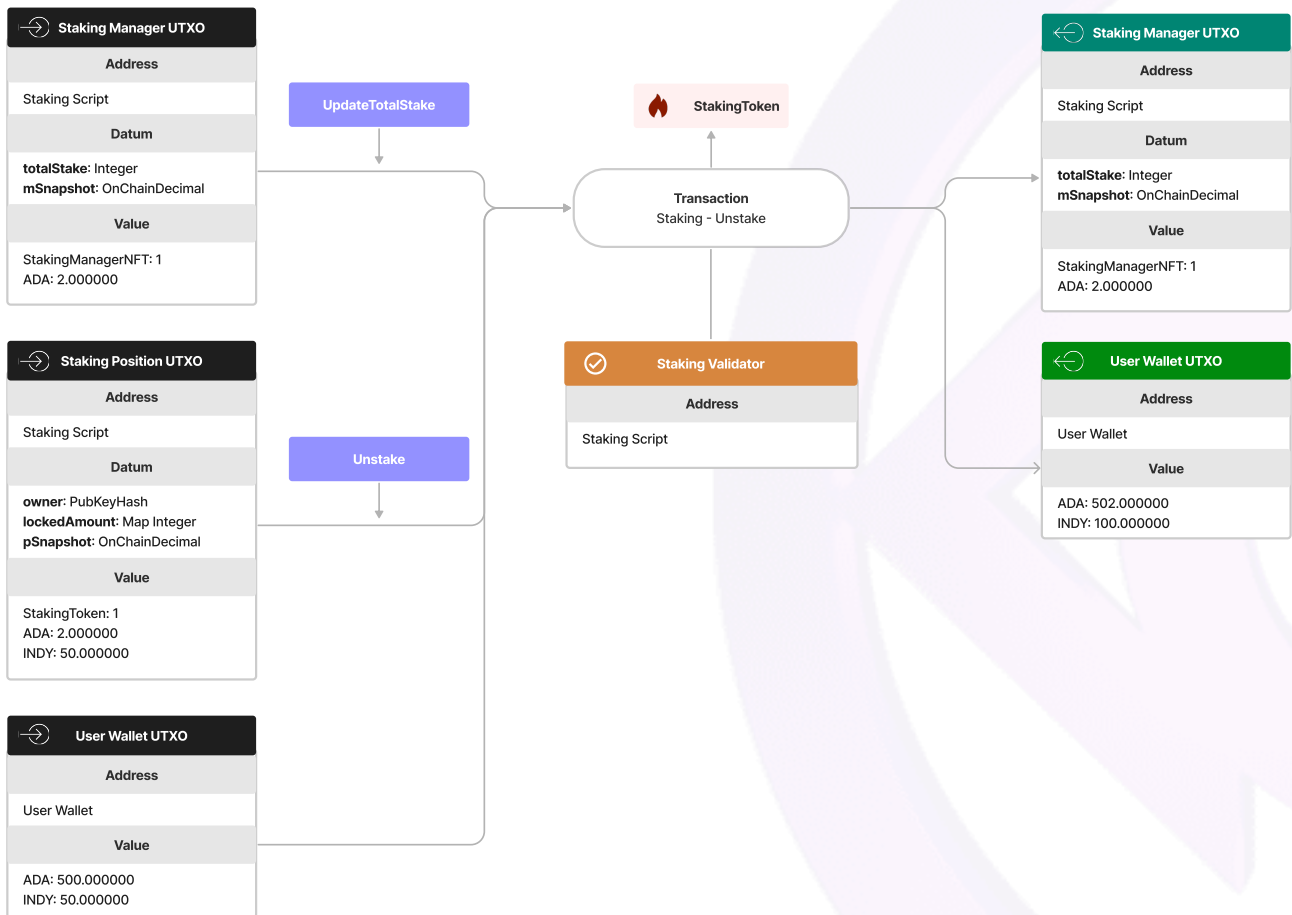 Staking Manager UTXO
Address
Staking Script
Datum
totalStake: Integer
mSnapshot: OnChainDecimal
Value
StakingManagerNFT: 1
ADA: 2.000000
Staking Position UTXO
Address
Staking Script
Datum
owner: PubKeyHash
lockedAmount: Map Integer
pSnapshot: OnChainDecimal
Value
StakingToken: 1
ADA: 2.000000
INDY: 50.000000
User Wallet UTXO
Address
User Wallet
Value
ADA: 500.000000
INDY: 50.000000
UpdateTotalStake
Unstake
StakingToken
Transaction
Staking - Unstake
Staking Validator
Address
Staking Script
Staking Manager UTXO
Address
Staking Script
Datum
totalStake: Integer
mSnapshot: OnChainDecimal
Value
StakingManagerNFT: 1
ADA: 2.000000
User Wallet UTXO
Address
User Wallet
Value
ADA: 502.000000
INDY: 100.000000